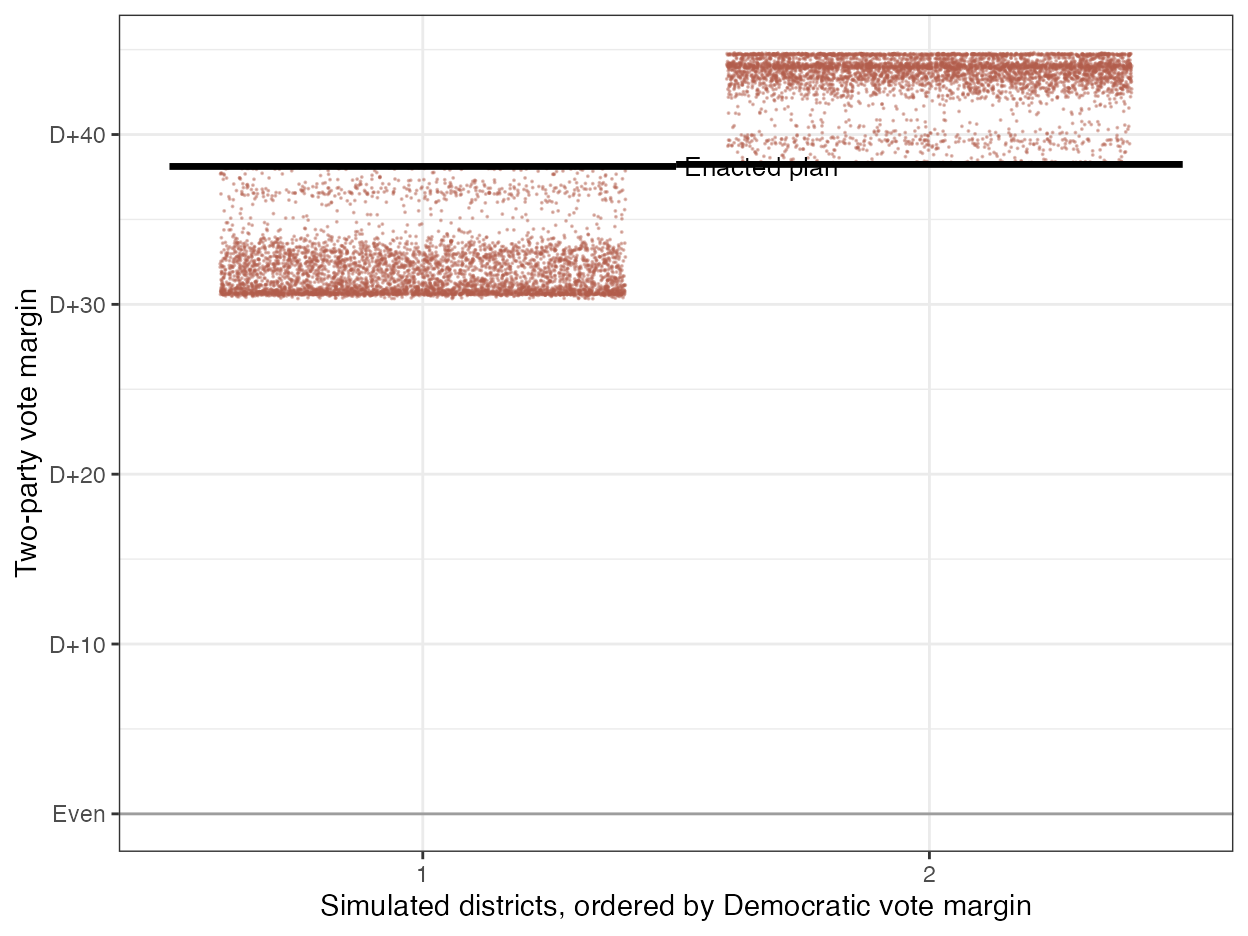 D+40
D+30
D+20
D+10
Even
Two-party vote margin
Enacted plan
1
2
Simulated districts, ordered by Democratic vote margin